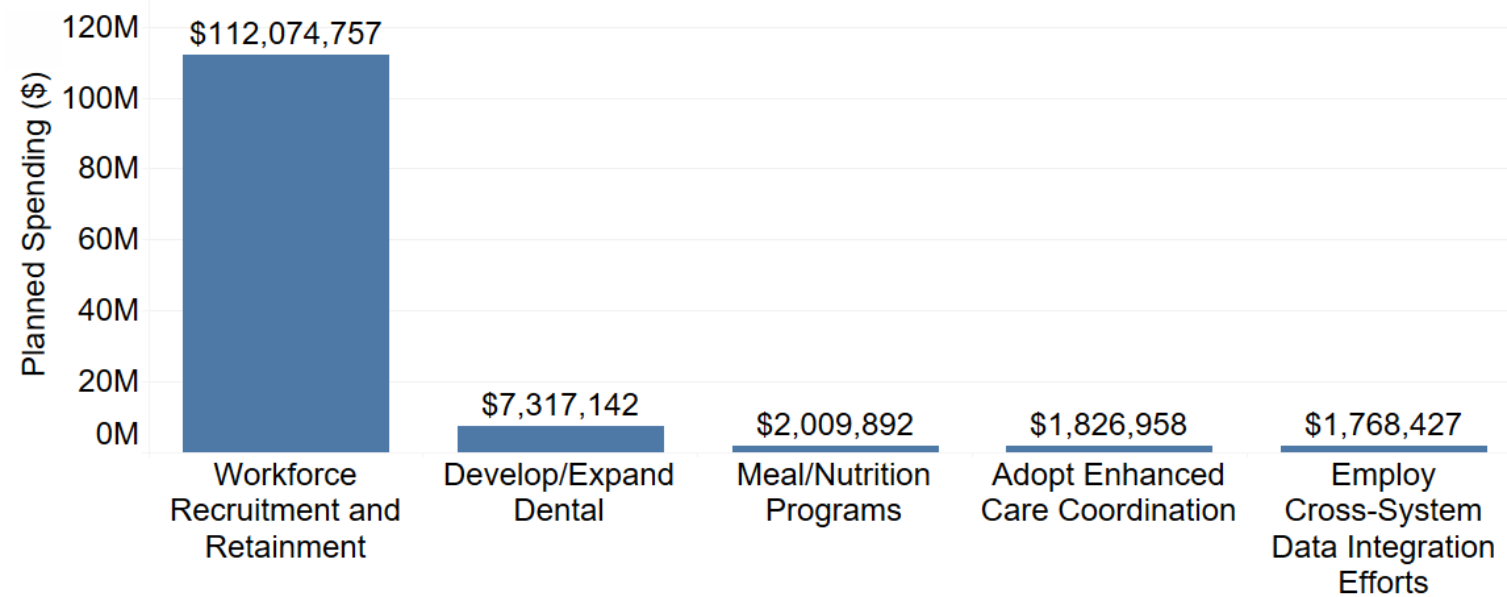 Planned Spending ($)
120M
100M
80M
60M
40M
20M
0M
$112,074,757
$7,317,142
$2,009,892
$1,826,958
$1,768,427
Workforce
Recruitment and
Retainment
Develop/Expand
Dental
Meal/Nutrition
Programs
Adopt Enhanced
Care Coordination
Employ
Cross-System
Data Integration
Efforts